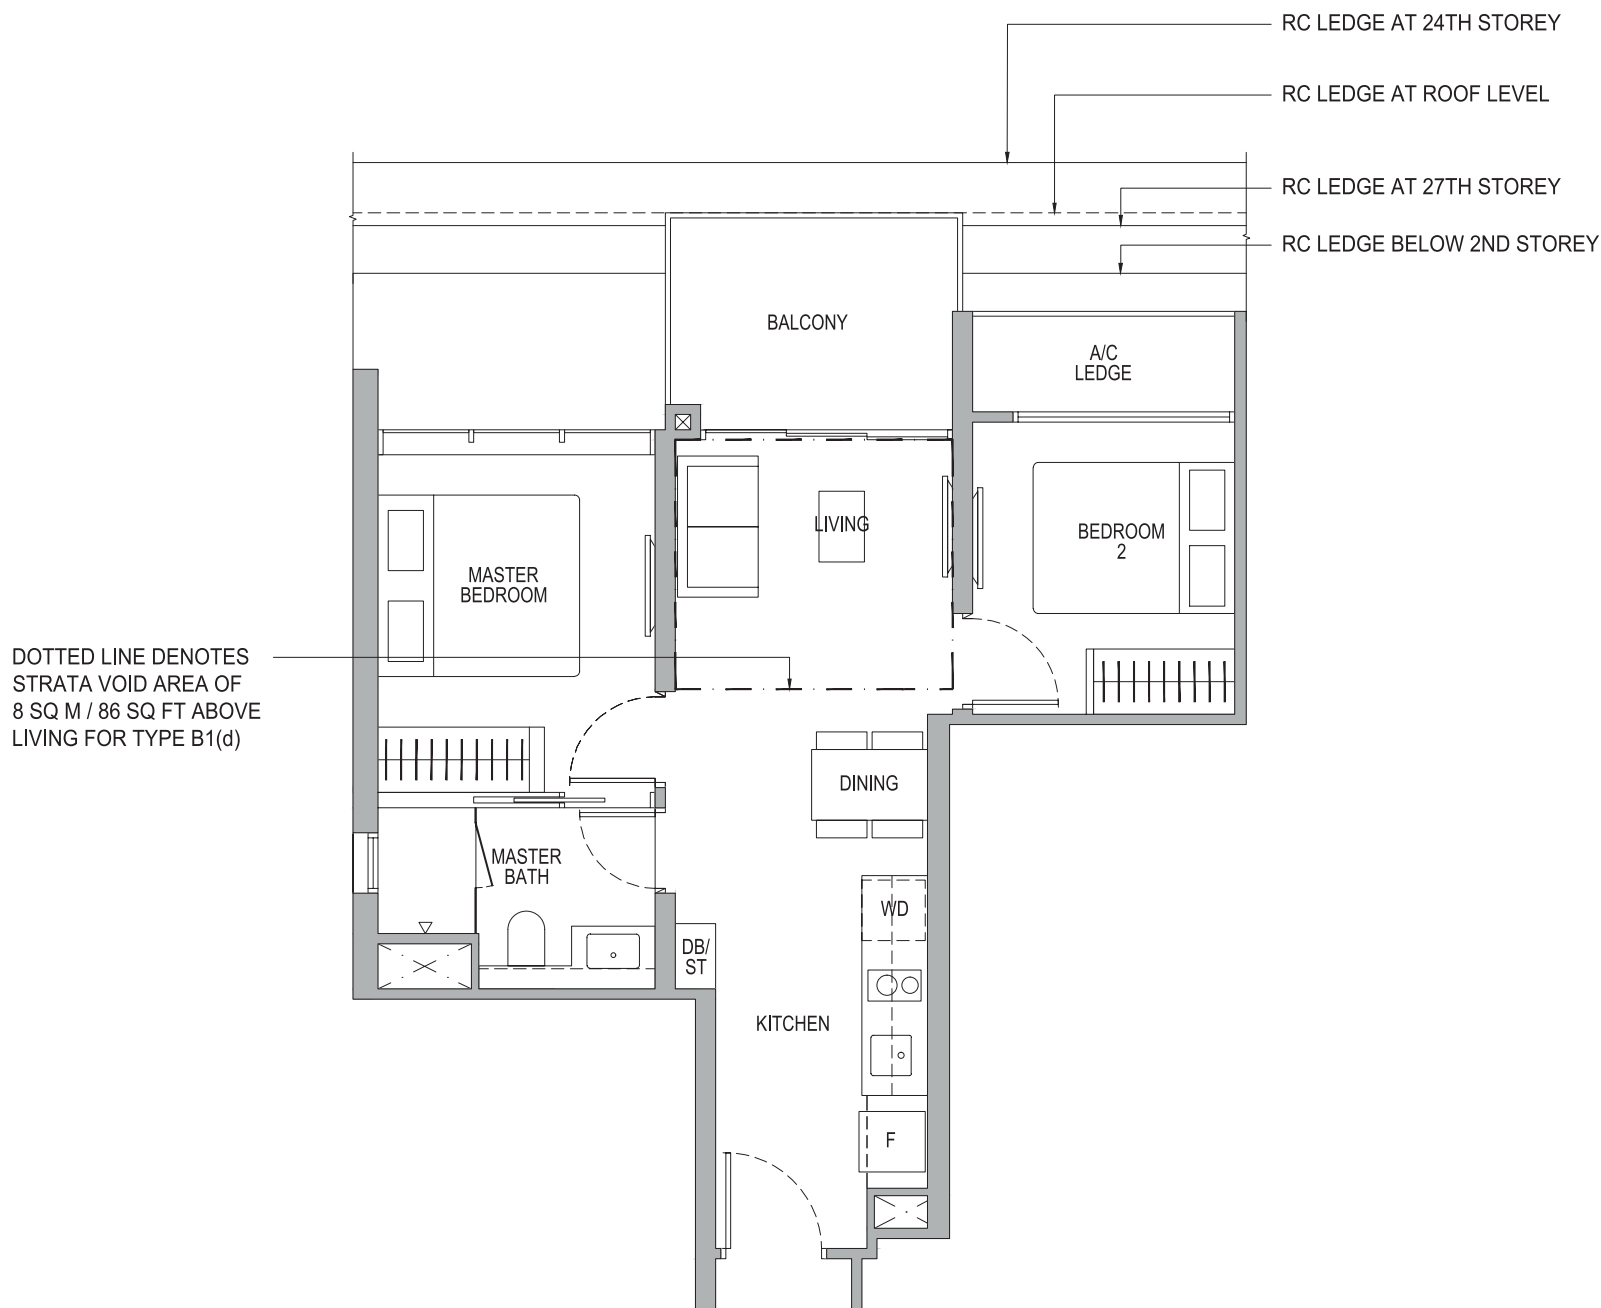 RC LEDGE AT 24TH STOREY
RC LEDGE AT ROOF LEVEL
RC LEDGE AT 27TH STOREY
RC LEDGE BELOW 2ND STOREY
BALCONY
A/C
LEDGE
LIVING
BEDROOM
2
MASTER
BEDROOM
DOTTED LINE DENOTES
STRATA VOID AREA OF
8 SQ M / 86 SQ FT ABOVE
LIVING FOR TYPE B1(d)
DINING
MASTER
BATH
WD
DB/
ST
KITCHEN
F